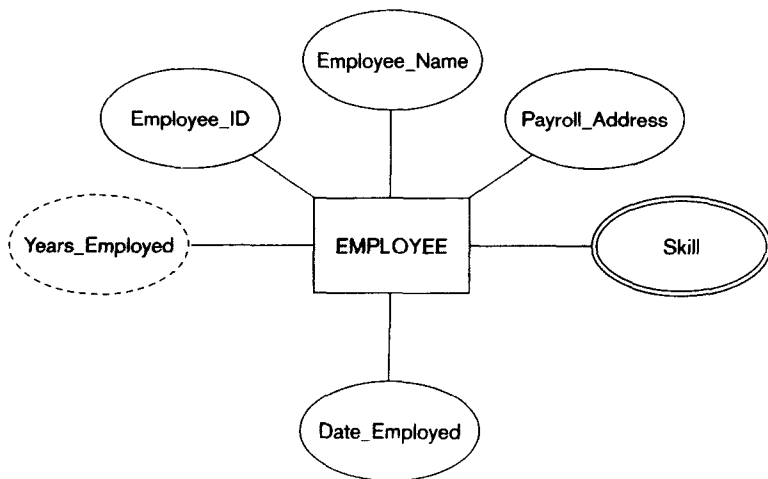 Employee_Name
Employee_ID
Payroll_Address
Years_Employed
EMPLOYEE
Skill
Date_Employed